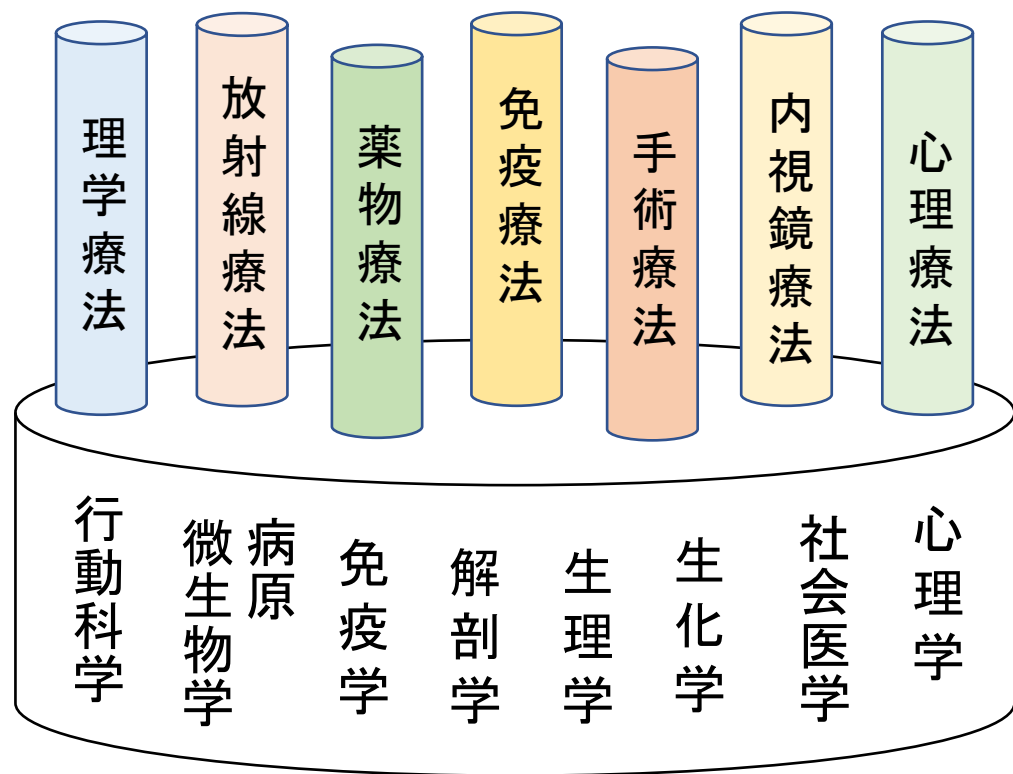 理学療法
放射線療法
薬物療法
免疫療法
手術療法
内視鏡療法
心理療法
行動科学
病原
微生物学
免疫学
解剖学
生理学
生化学
社会医学
心理学